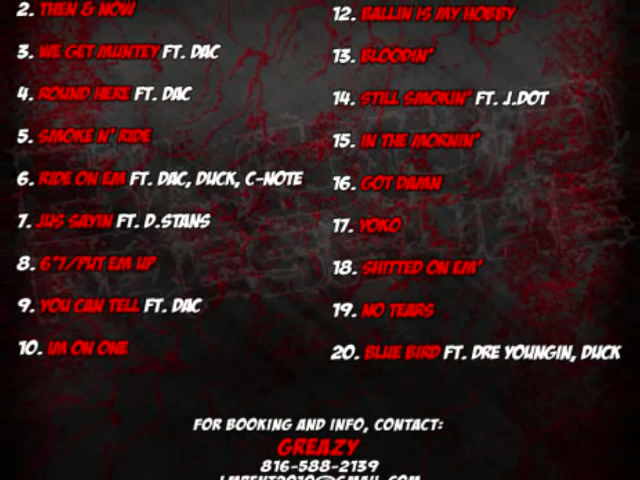 2. THEN & NOW
3. WE GET MUNTEY FT. DAC
4. ROUND HERE FT. DAC
5. SMOKE N' RIDE
6. RIDE ON EM FT. DAC, DUCK, C-NOTE
7. JUS SAYIN FT. D.STANS
8. 6'7/PUT EM UP
9. YOU CAN TELL FT. DAC
10. IM ON ONE
12. BALLIN IS MY HOBBY
13. BLOODIN'
14. STILL SMOKIN' FT. J.DOT
15. IN THE MORNIN'
16. GOT DAMN
17. YOKO
18. SHITTED ON EM'
19. NO TEARS
20. BLUE BIRD FT. DRE YOUNGIN, DUCK
FOR BOOKING AND INFO, CONTACT:
GREAZY
816-588-2139